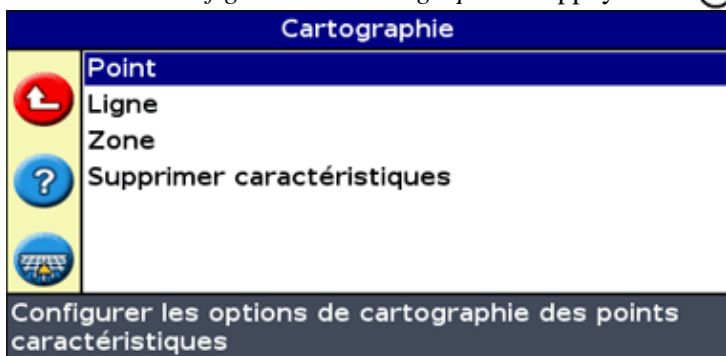 Cartographie
Point
Ligne
Zone
Supprimer caractéristiques
Configurer les options de cartographie des points
caractéristiques